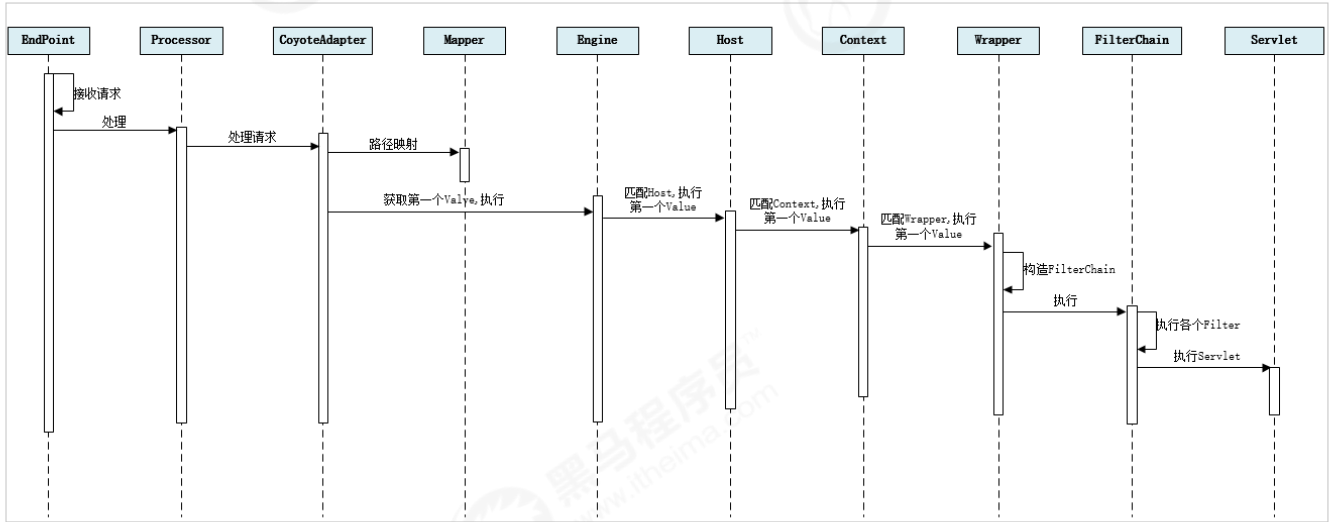 EndPoint
Processor
CoyoteAdapter
Mapper
Engine
Host
Context
Wrapper
FilterChain
Servlet
接收请求
处理
处理请求
路径映射
获取第一个Valve,执行
匹配Host,执行
第一个Value
匹配Context,执行
第一个Value
匹配Wrapper,执行
第一个Value
构造FilterChain
执行
执行各个Filter
执行Servlet
黑马程序员™
www.itheima.com